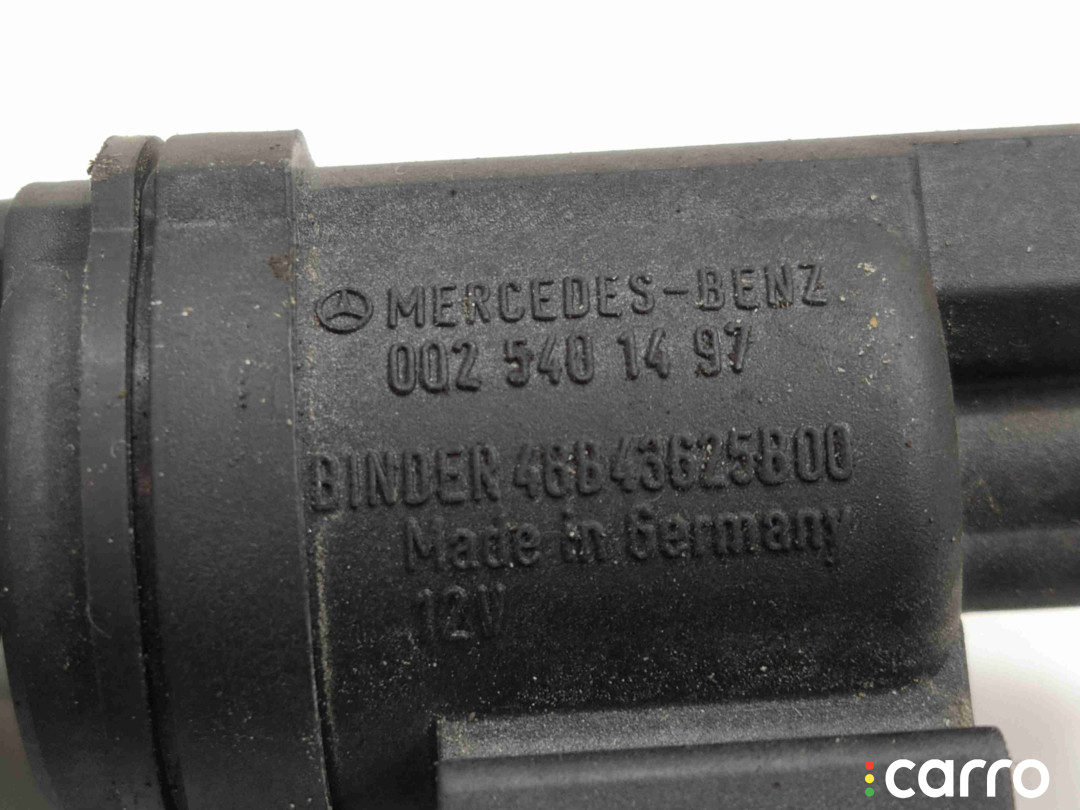 MERCEDES-BENZ
002 540 14 97
BINDER 46B43625B00
Made in Germany
12V
carro